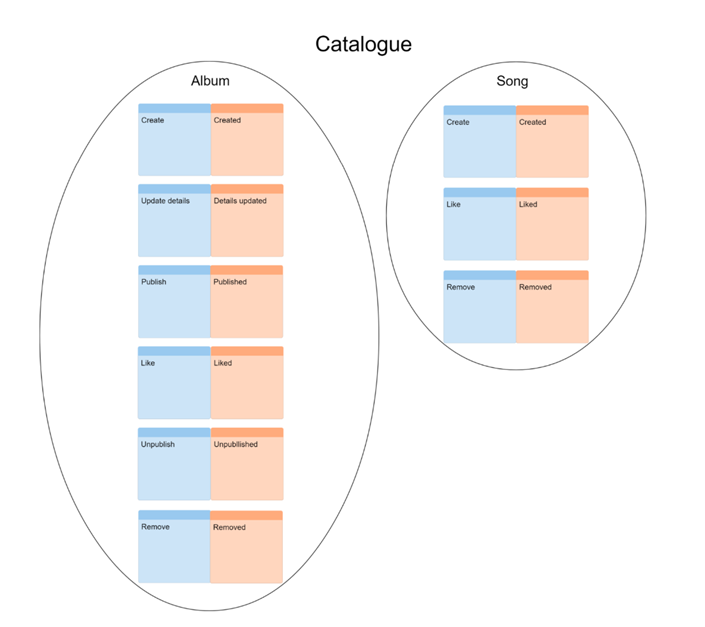 Catalogue
Album
Create Created
Update details Details updated
Publish Published
Like Liked
Unpublish Unpublilished
Remove Removed
Song
Create Created
Like Liked
Remove Removed